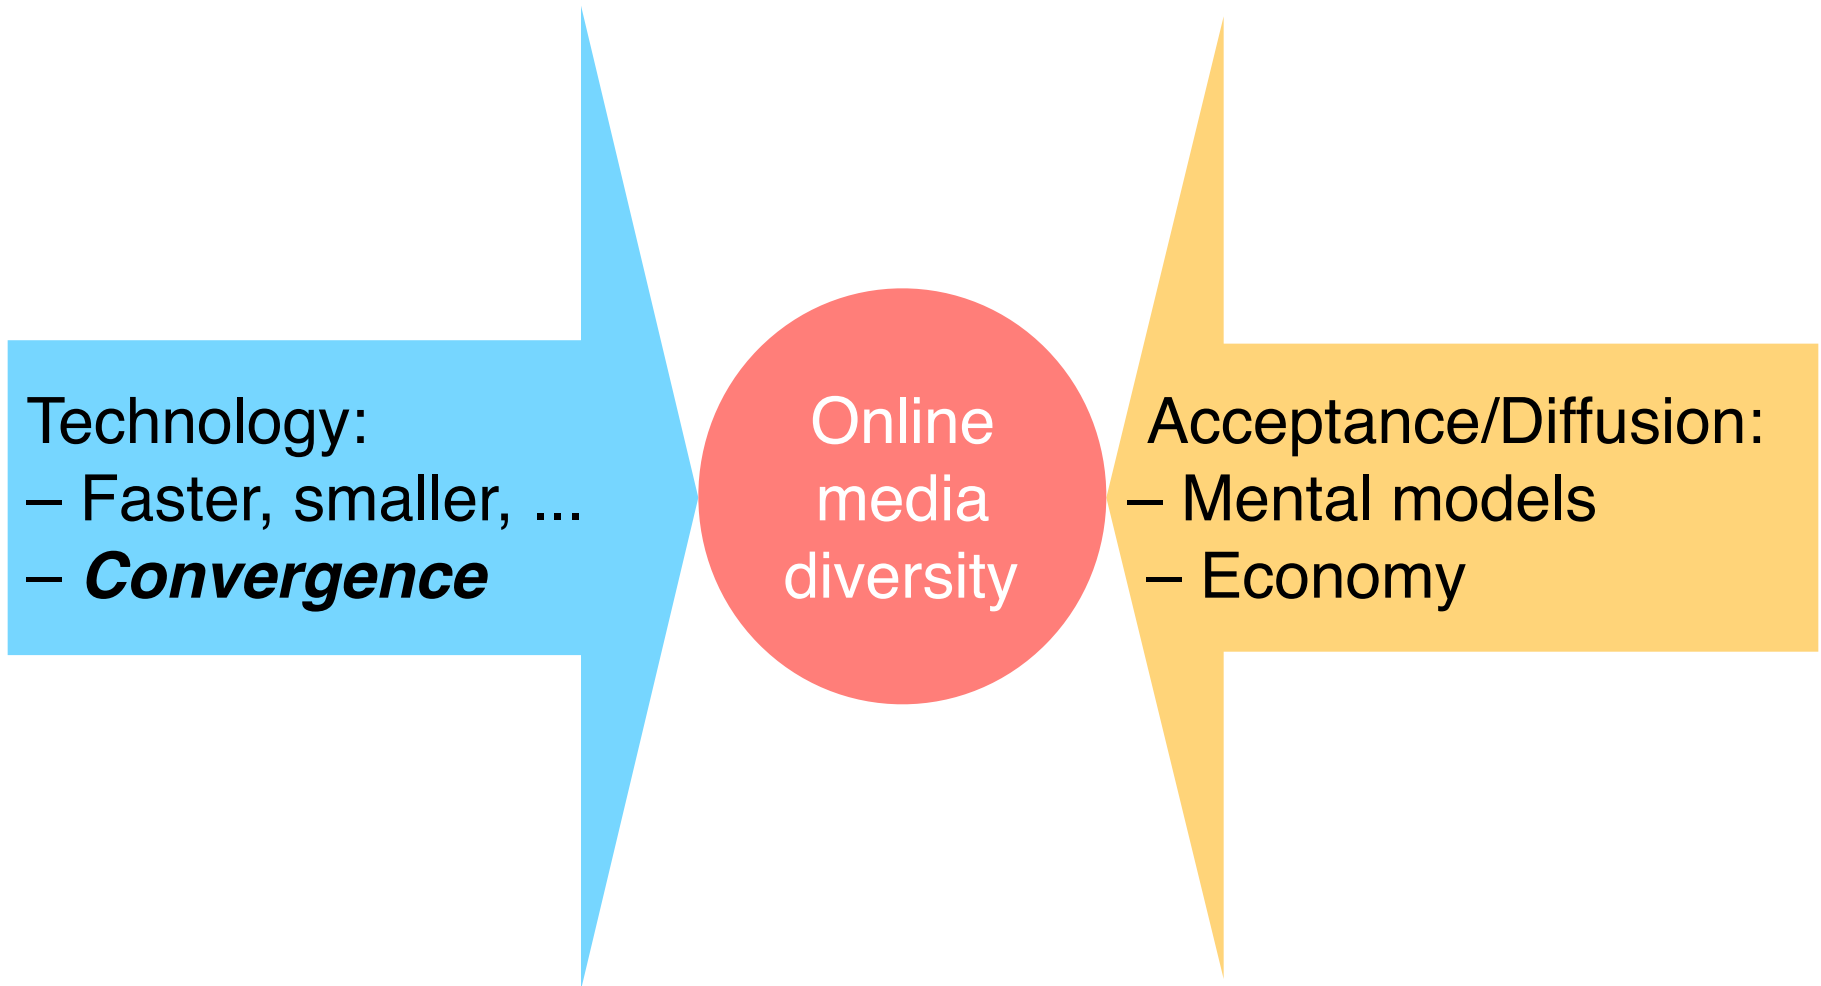 Technology:
– Faster, smaller, ...
– Convergence
Online
media
diversity
Acceptance/Diffusion:
– Mental models
– Economy